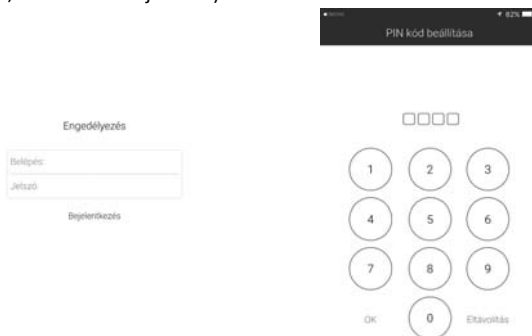 82%
PIN kód beállítása
Engedélyezés
Belépés:
Jelszó:
Bejelentkezés
1 2 3
4 5 6
7 8 9
OK 0 Eltávolítás